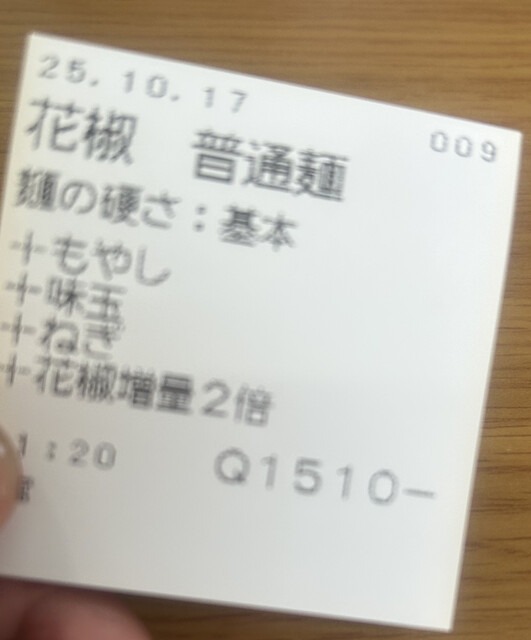 25.10.17
009
花椒 普通麺
麺の硬さ：基本
＋もやし
＋味玉
＋ねぎ
＋花椒増量2倍
1:20 Q1510-